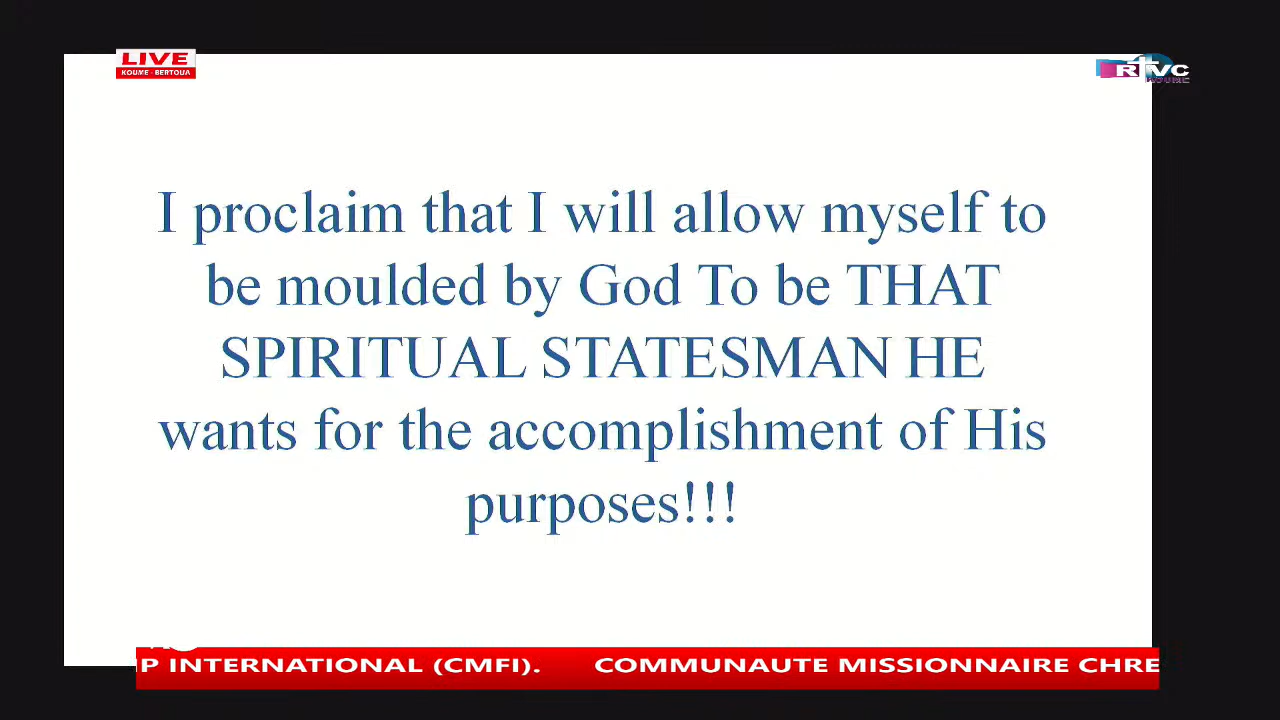 LIVE
KOUME - BERTOUA
RTVC
I proclaim that I will allow myself to
be moulded by God To be THAT
SPIRITUAL STATESMAN HE
wants for the accomplishment of His
purposes!!!
P INTERNATIONAL (CMFI). COMMUNAUTE MISSIONNAIRE CHRE